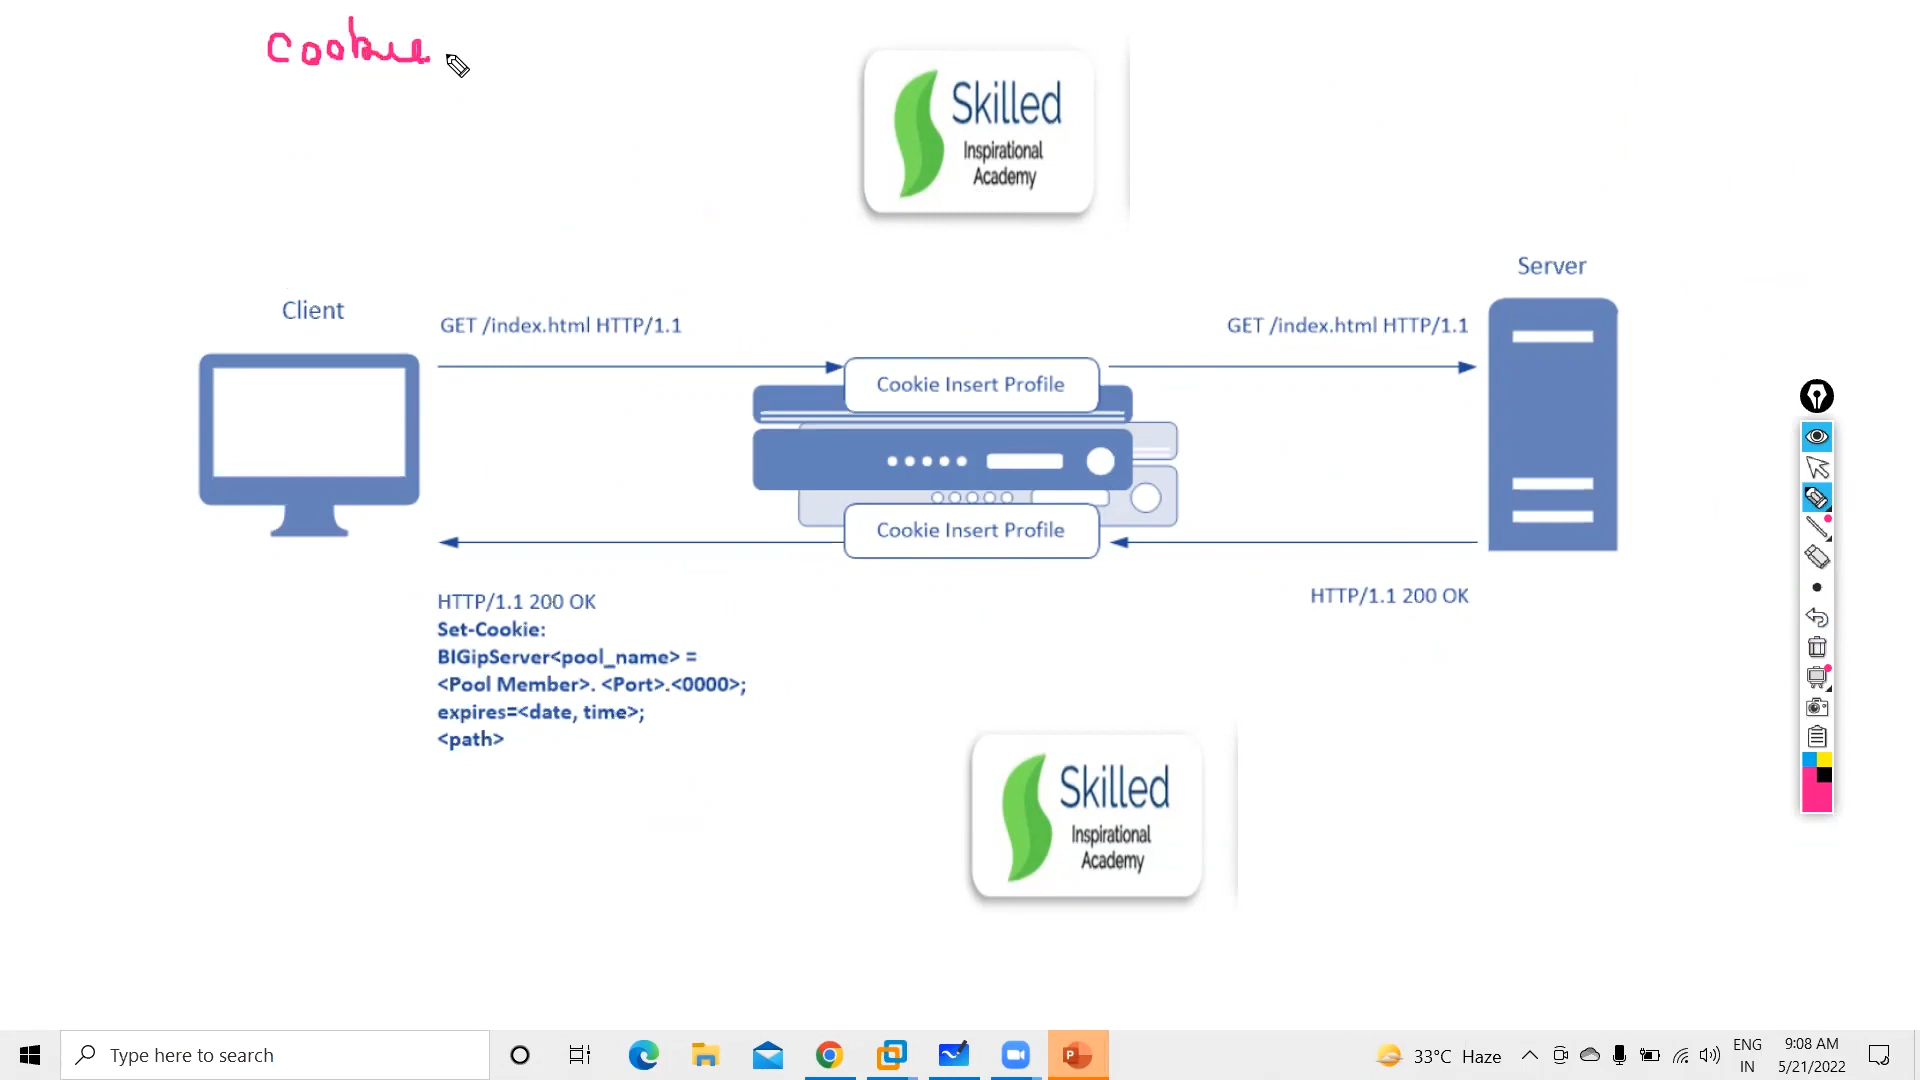 cookie
Skilled
Inspirational
Academy
Server
Client
GET /index.html HTTP/1.1
GET /index.html HTTP/1.1
Cookie Insert Profile
Cookie Insert Profile
HTTP/1.1 200 OK
Set-Cookie:
BIGipServer<pool_name> =
<Pool Member>. <Port>.<0000>;
expires=<date, time>;
<path>
HTTP/1.1 200 OK
Skilled
Inspirational
Academy
Type here to search
33°C Haze
ENG
IN
9:08 AM
5/21/2022